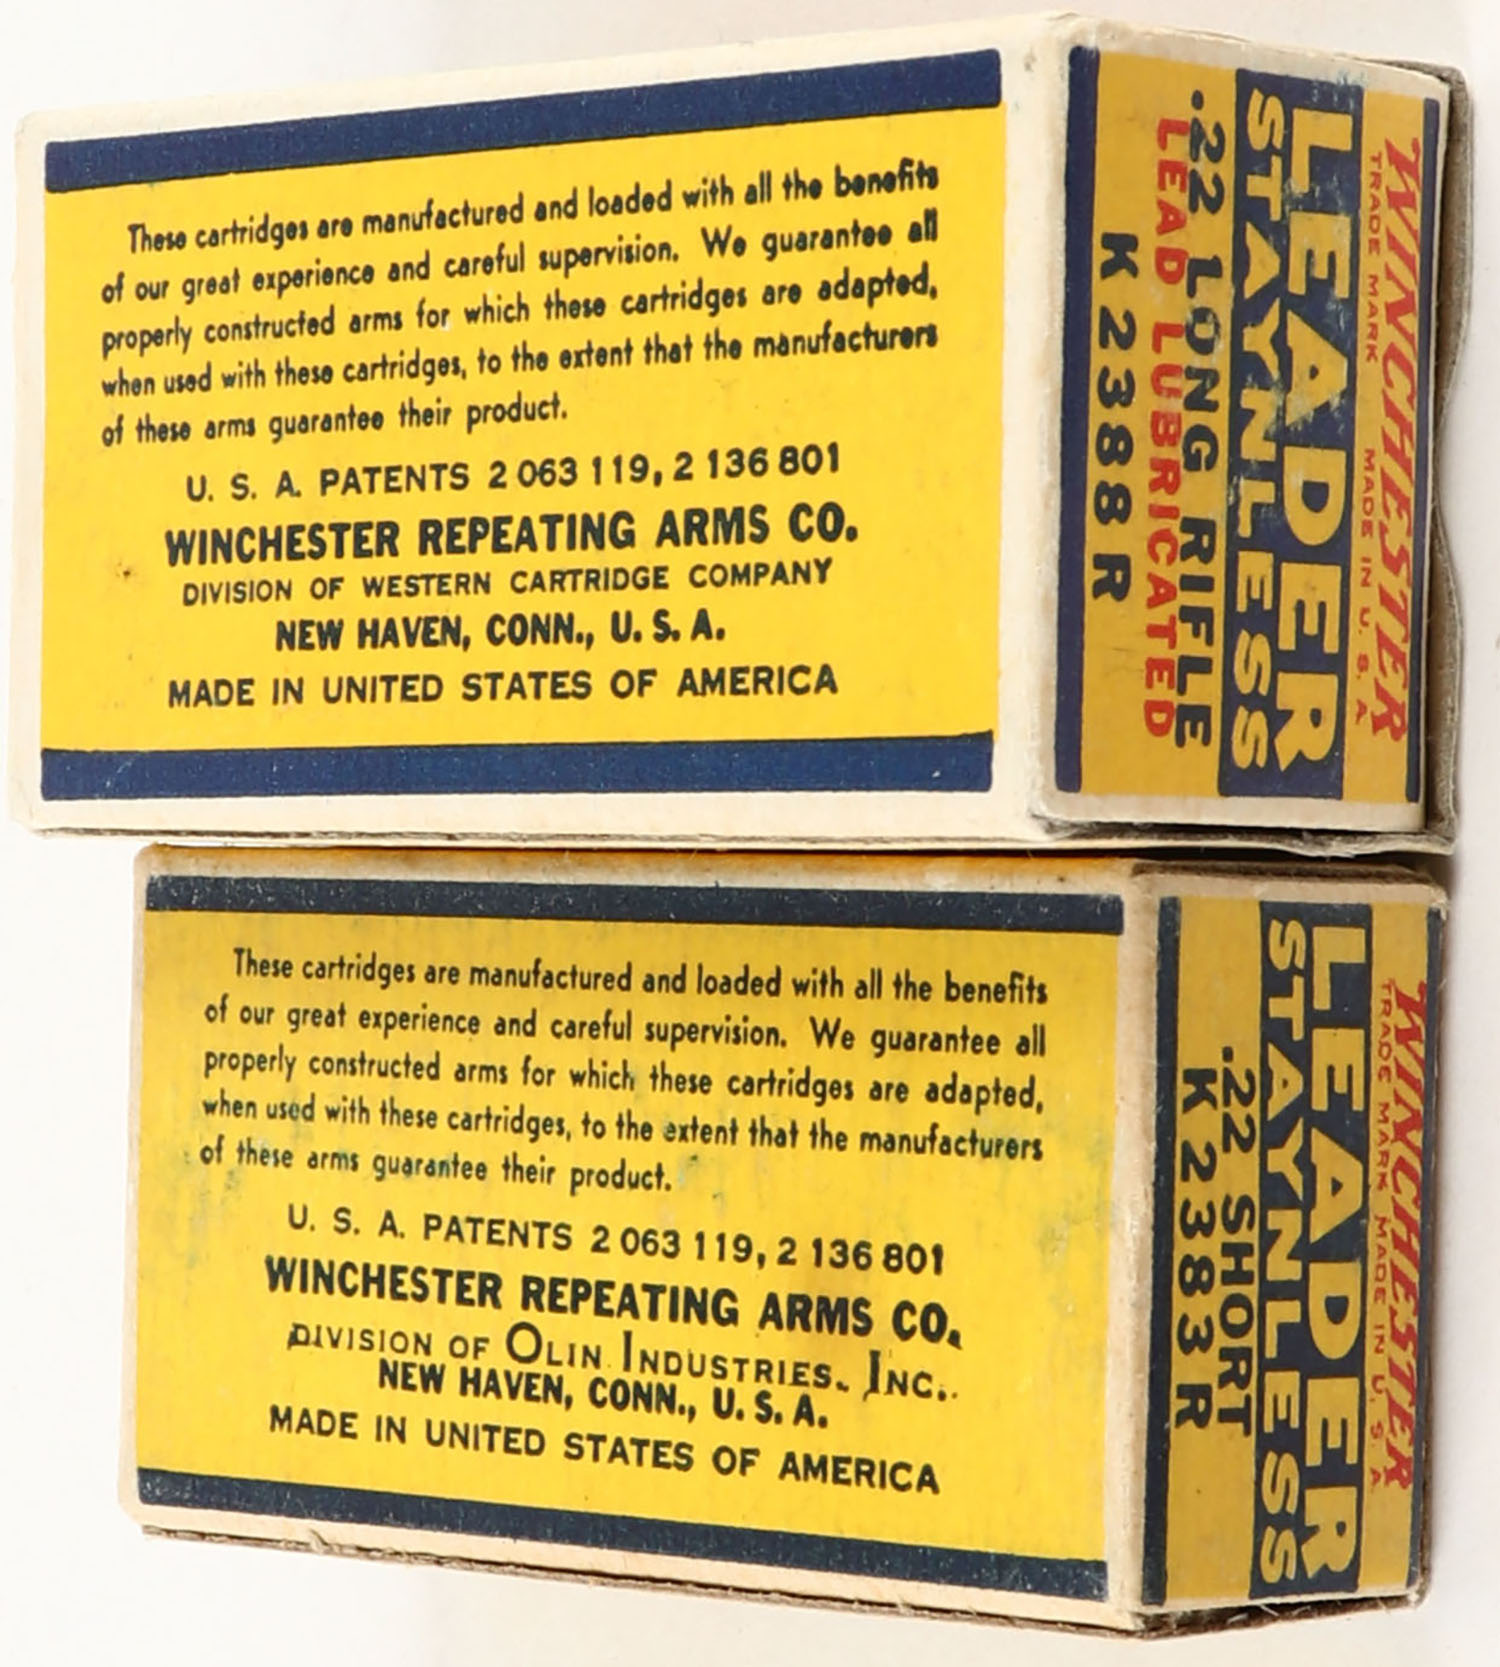 These cartridges are manufactured and loaded with all the benefits
of our great experience and careful supervision. We guarantee all
properly constructed arms for which these cartridges are adapted,
when used with these cartridges, to the extent that the manufacturers
of these arms guarantee their product.
U. S. A. PATENTS 2 063 119, 2 136 801
WINCHESTER REPEATING ARMS CO.
DIVISION OF WESTERN CARTRIDGE COMPANY
NEW HAVEN, CONN., U. S. A.
MADE IN UNITED STATES OF AMERICA
WINCHESTER
TRADE MARK MADE IN U. S. A
LEADER
STAYNLESS
.22 LONG RIFLE
LEAD LUBRICATED
K2388R
These cartridges are manufactured and loaded with all the benefits
of our great experience and careful supervision. We guarantee all
properly constructed arms for which these cartridges are adapted,
when used with these cartridges, to the extent that the manufacturers
of these arms guarantee their product.
U. S. A. PATENTS 2 063 119, 2 136 801
WINCHESTER REPEATING ARMS CO.
DIVISION OF OLIN INDUSTRIES, INC.
NEW HAVEN, CONN., U. S. A.
MADE IN UNITED STATES OF AMERICA
WINCHESTER
TRADE MARK MADE IN U. S. A
LEADER
STAYNLESS
.22 SHORT
K2383R